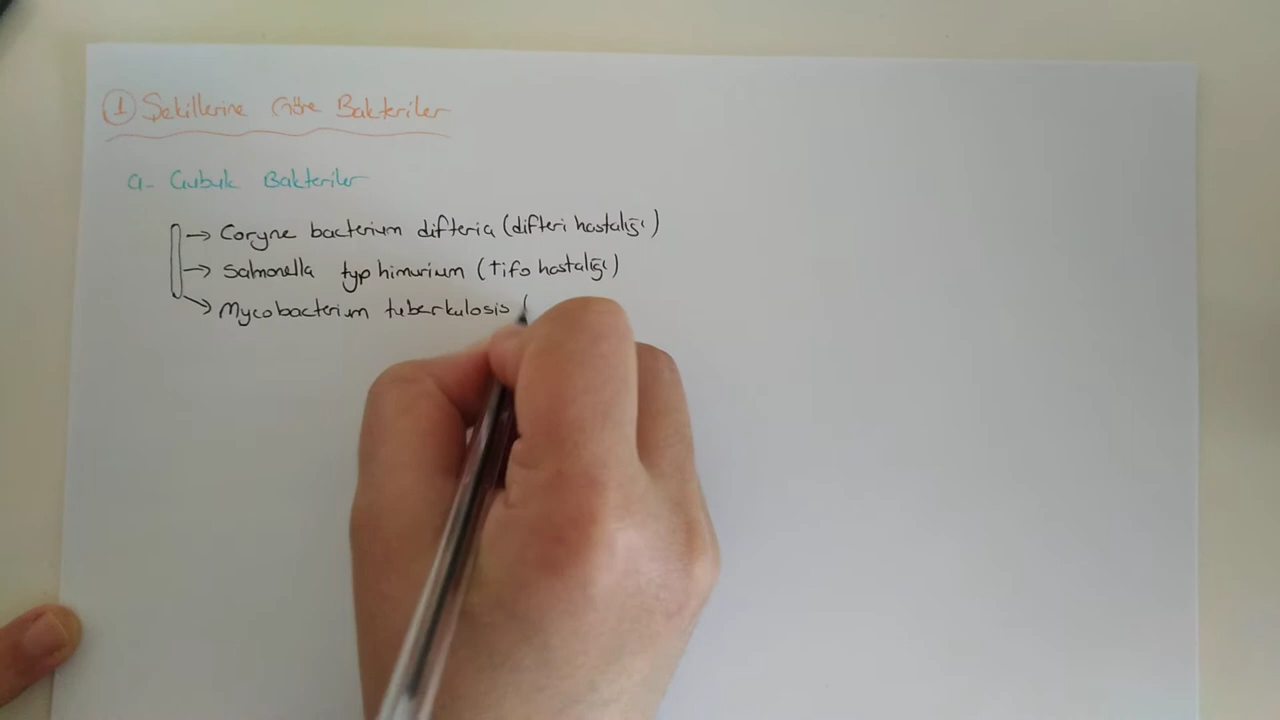 1 Şekillerine Göre Bakteriler
a- Çubuk Bakteriler
→ Coryne bacterium difteria (difteri hastalığı)
→ Salmonella typhimurium (tifo hastalığı)
→ Mycobacterium tuberkulosis (